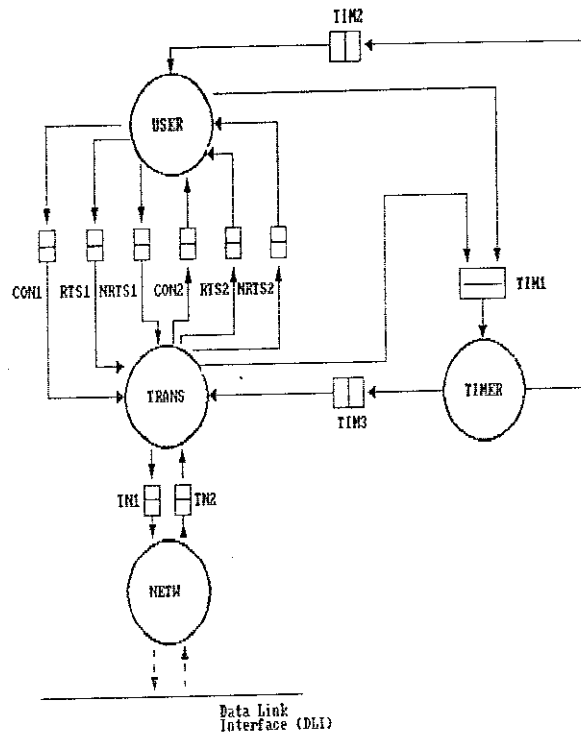 TIM2
USER
CON1 RTS1 NRTS1 CON2 RTS2 NRTS2
TIM1
TRANS
TIMER
TIM3
TN1 TN2
NETW
Data Link
Interface (DLI)